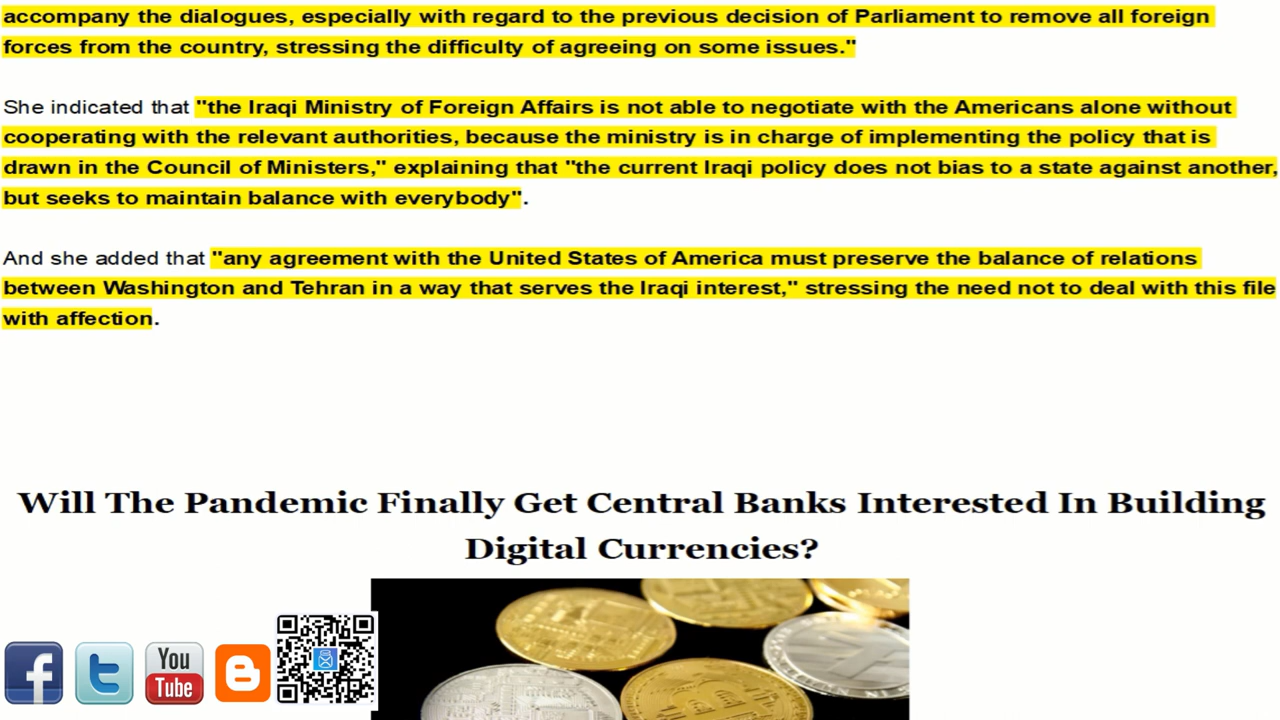 accompany the dialogues, especially with regard to the previous decision of Parliament to remove all foreign
forces from the country, stressing the difficulty of agreeing on some issues."
She indicated that "the Iraqi Ministry of Foreign Affairs is not able to negotiate with the Americans alone without
cooperating with the relevant authorities, because the ministry is in charge of implementing the policy that is
drawn in the Council of Ministers," explaining that "the current Iraqi policy does not bias to a state against another,
but seeks to maintain balance with everybody".
And she added that "any agreement with the United States of America must preserve the balance of relations
between Washington and Tehran in a way that serves the Iraqi interest," stressing the need not to deal with this file
with affection.
Will The Pandemic Finally Get Central Banks Interested In Building
Digital Currencies?
You
Tube